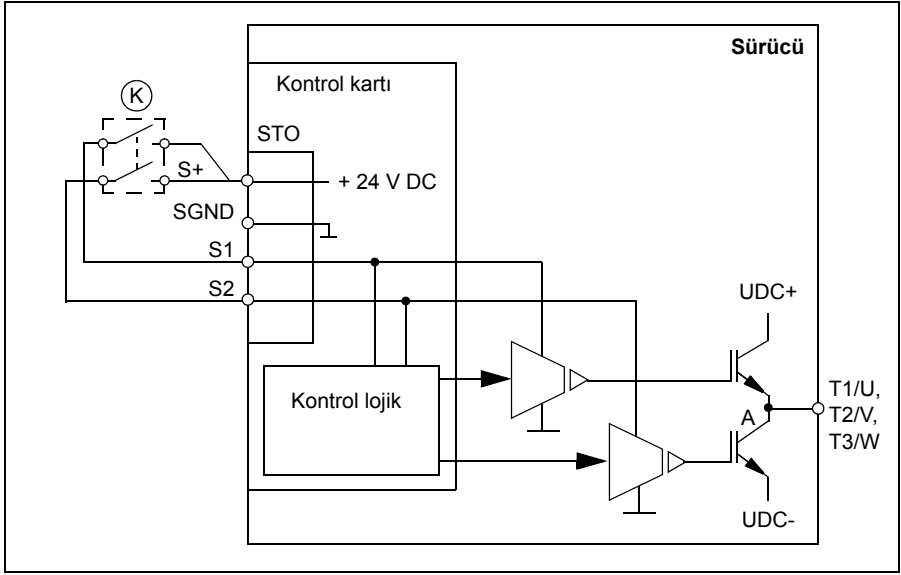 Sürücü
Kontrol kartı
K
STO
S+
+ 24 V DC
SGND
S1
S2
UDC+
Kontrol lojik
A
T1/U,
T2/V,
T3/W
UDC-